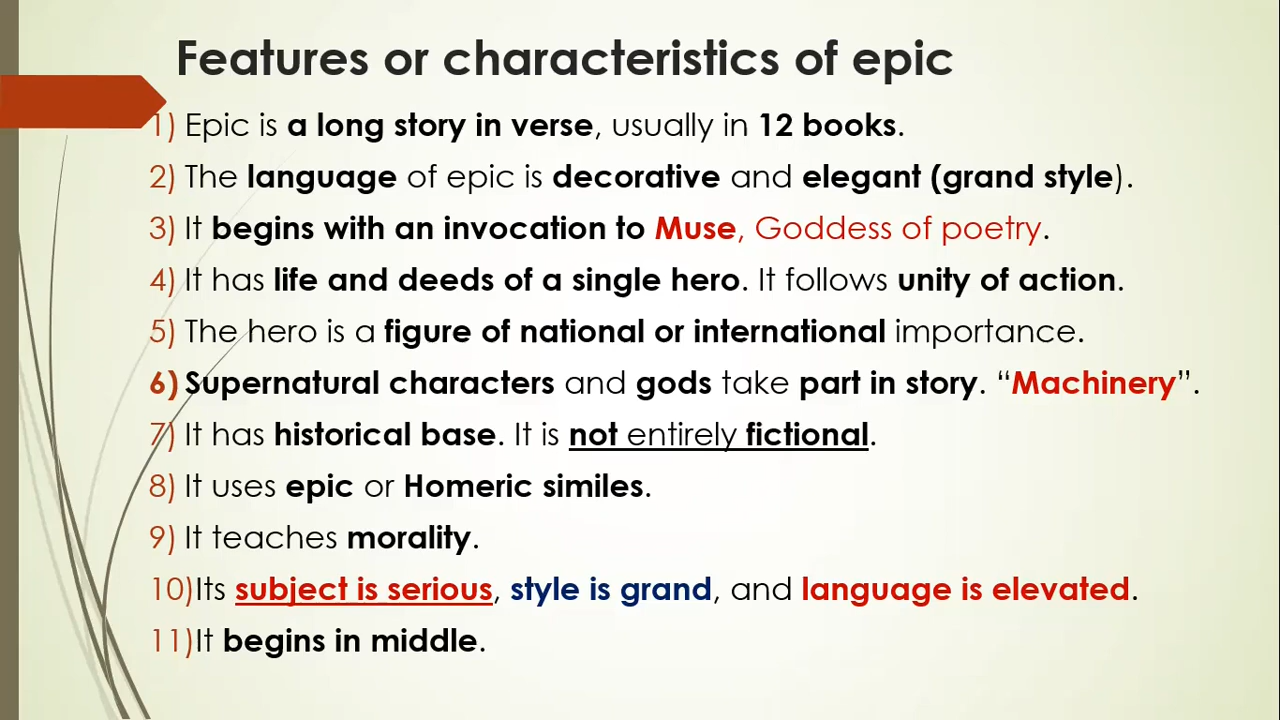 Features or characteristics of epic
1) Epic is a long story in verse, usually in 12 books.
2) The language of epic is decorative and elegant (grand style).
3) It begins with an invocation to Muse, Goddess of poetry.
4) It has life and deeds of a single hero. It follows unity of action.
5) The hero is a figure of national or international importance.
6) Supernatural characters and gods take part in story. “Machinery”.
7) It has historical base. It is not entirely fictional.
8) It uses epic or Homeric similes.
9) It teaches morality.
10)Its subject is serious, style is grand, and language is elevated.
11)It begins in middle.